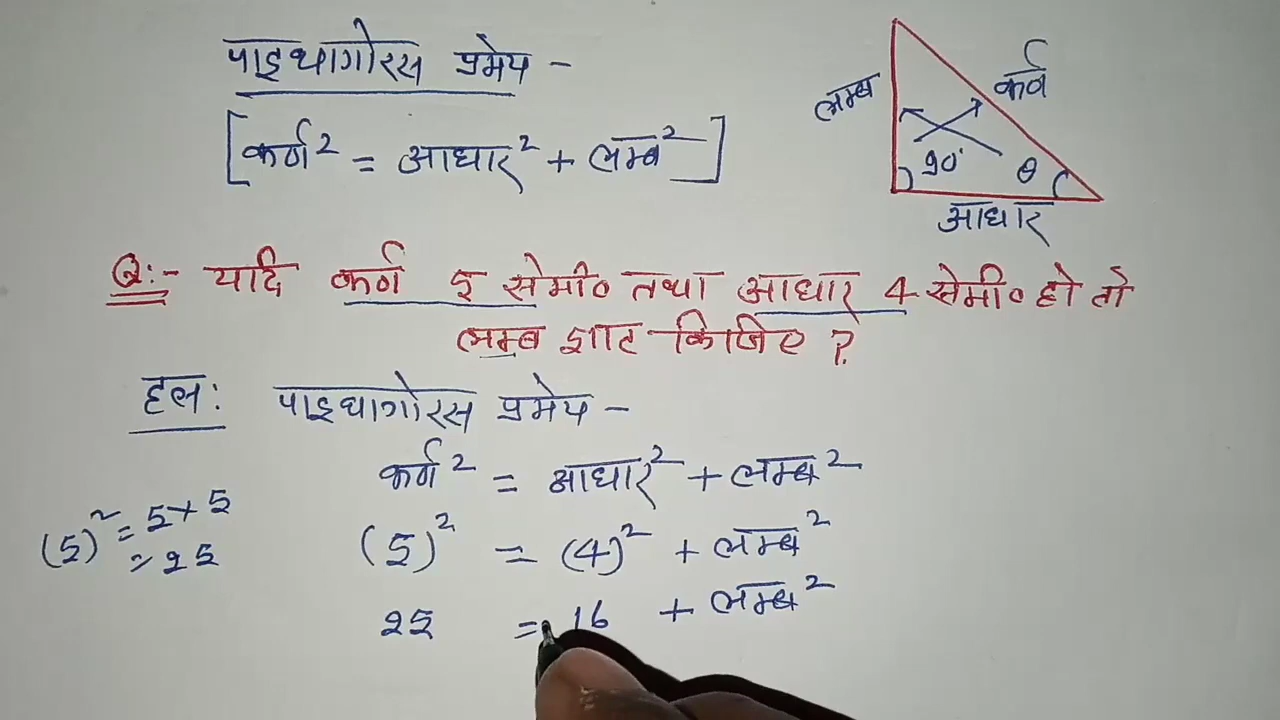 पाइथागोरस प्रमेय -
[कर्ण² = आधार² + लम्ब²]
लम्ब
कर्ण
90°
θ
आधार
Q:- यदि कर्ण 5 सेमी० तथा आधार 4 सेमी० हो तो
लम्ब ज्ञात किजिए ?
हल: पाइथागोरस प्रमेय -
कर्ण² = आधार² + लम्ब²
(5)² = 5×5
= 25
(5)² = (4)² + लम्ब²
25 = 16 + लम्ब²